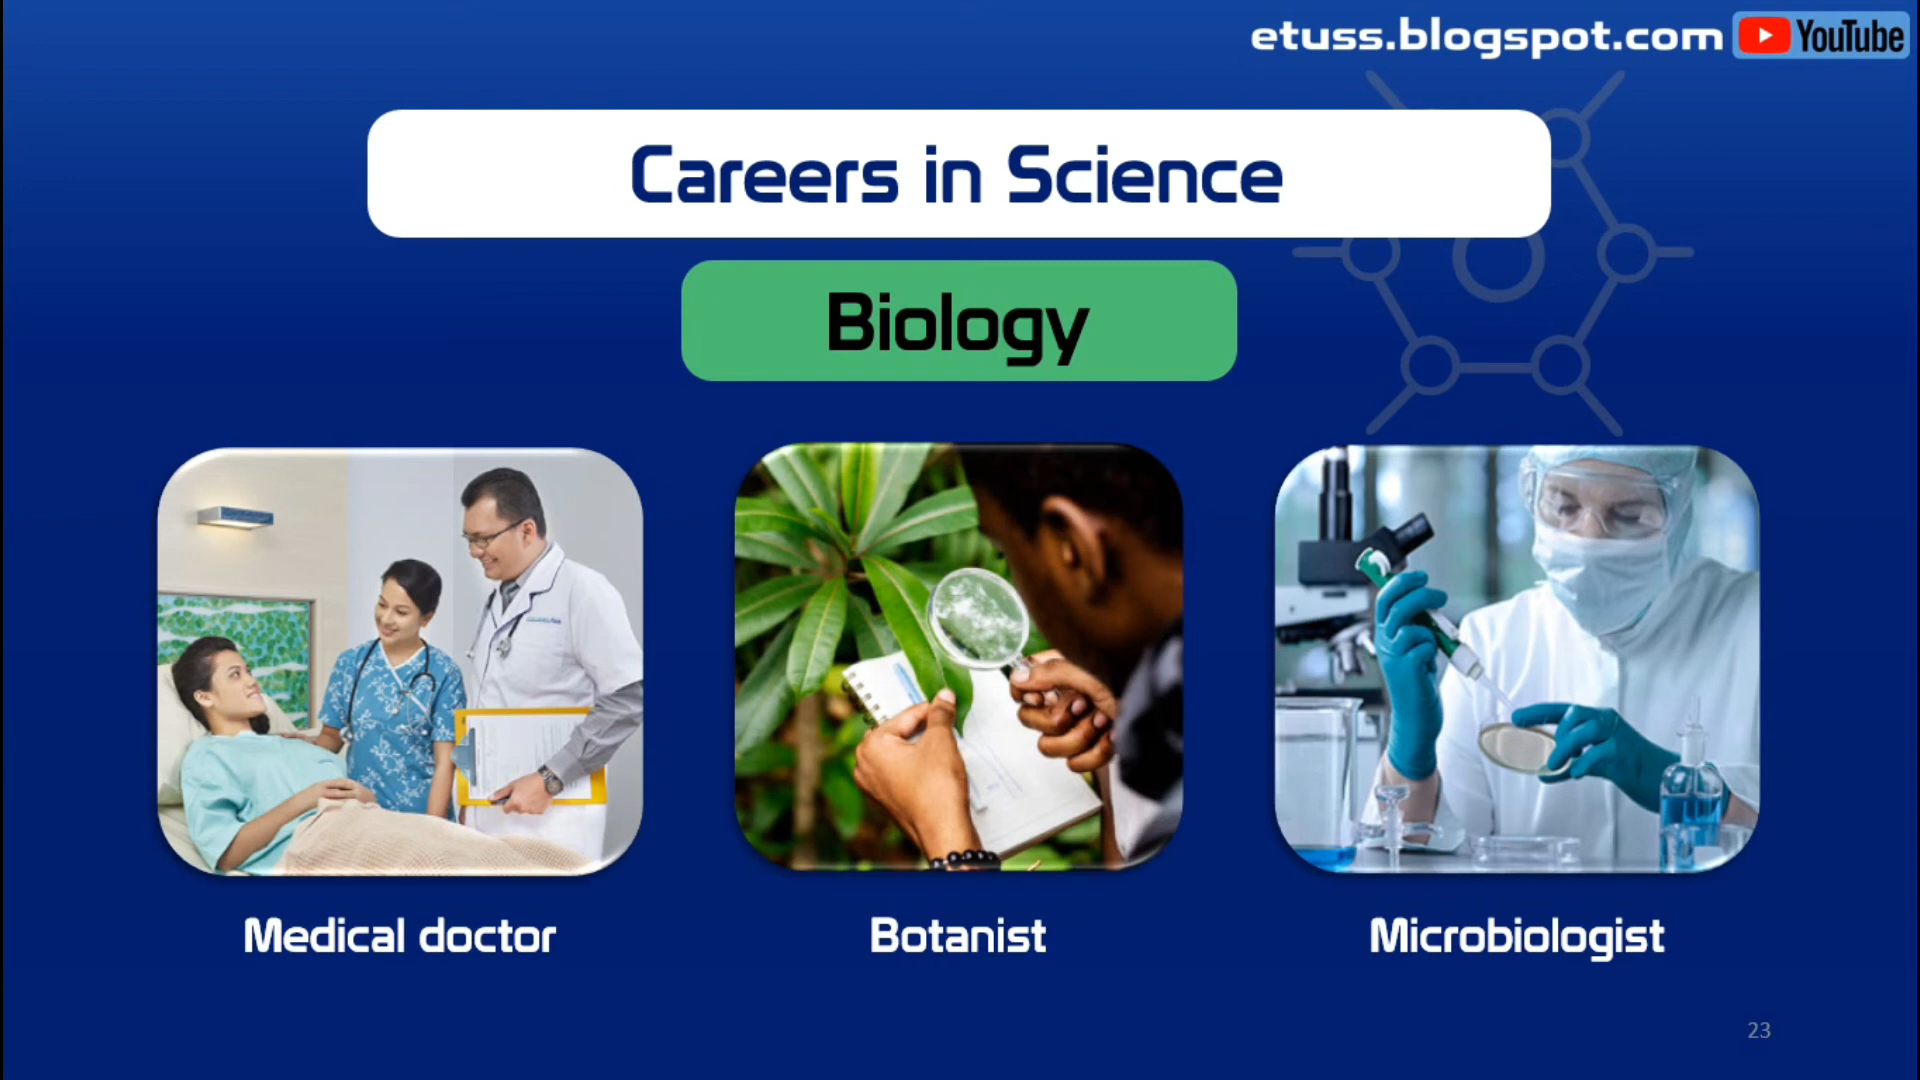 etuss.blogspot.com YouTube
Careers in Science
Biology
Medical doctor
Botanist
Microbiologist
23